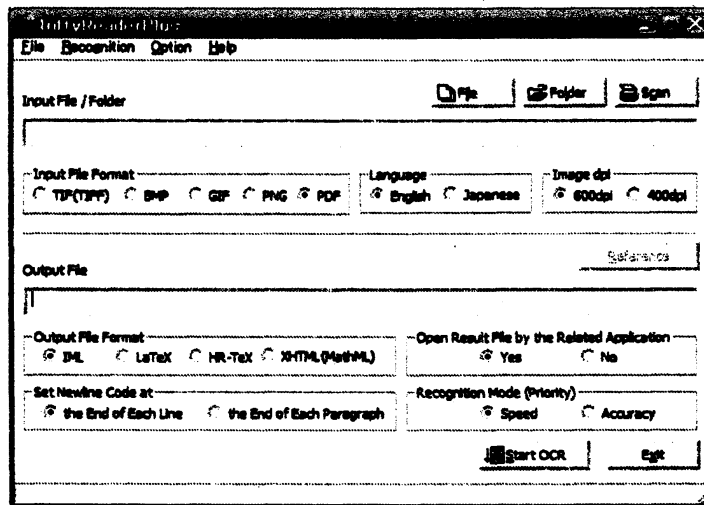 InftyReaderPlus
File Recognition Option Help
File Folder Scan
Input File / Folder
Input File Format Language Image dpi
TIF(TIFF) BMP GIF PNG PDF English Japanese 600dpi 400dpi
Reference
Output File
Output File Format Open Result File by the Related Application
IML LaTeX HR-TeX XHTML(MathML) Yes No
Set Newline Code at Recognition Mode (Priority)
the End of Each Line the End of Each Paragraph Speed Accuracy
Start OCR Exit